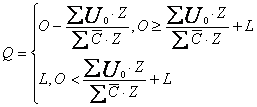 Q = { O - ∑U₀·Z / ∑C̅·Z , O ≥ ∑U₀·Z / ∑C̅·Z + L
L, O < ∑U₀·Z / ∑C̅·Z + L